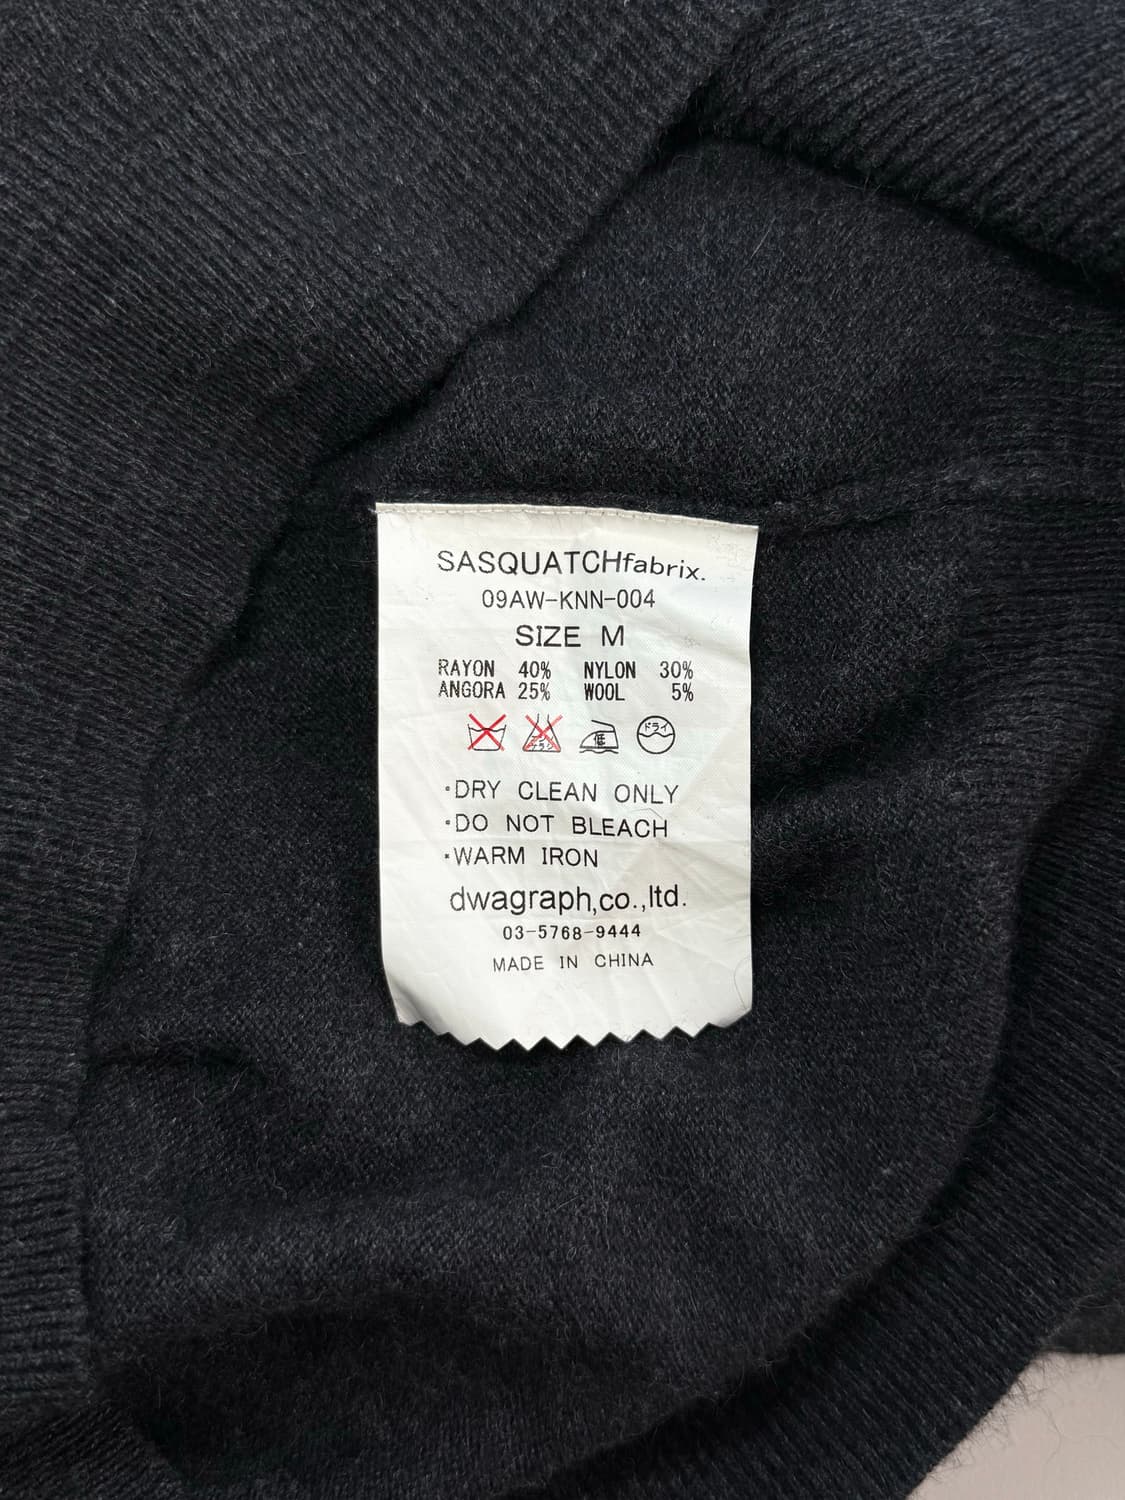 SASQUATCHfabrix.
09AW-KNN-004
SIZE M
RAYON 40% NYLON 30%
ANGORA 25% WOOL 5%
低 ドライ
・DRY CLEAN ONLY
・DO NOT BLEACH
・WARM IRON
dwagraph,co.,ltd.
03-5768-9444
MADE IN CHINA